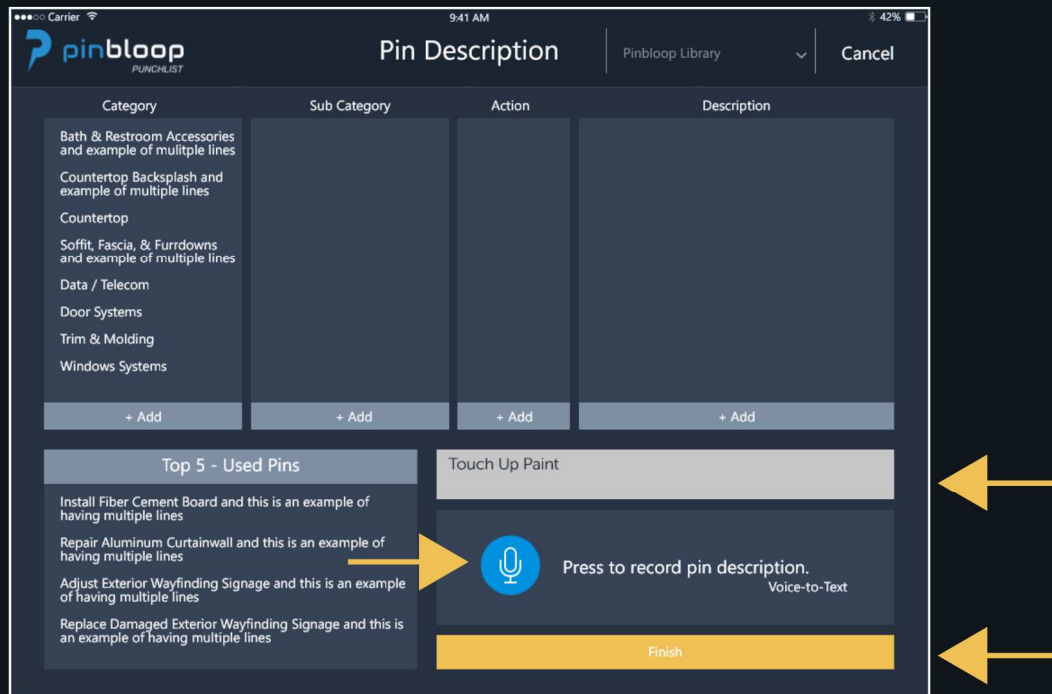 Carrier
9:41 AM
42%
pinbloop
PUNCHLIST
Pin Description
Pinbloop Library
Cancel
Category
Sub Category
Action
Description
Bath & Restroom Accessories
and example of mulitple lines
Countertop Backsplash and
example of multiple lines
Countertop
Soffit, Fascia, & Furrdowns
and example of multiple lines
Data / Telecom
Door Systems
Trim & Molding
Windows Systems
+ Add
+ Add
+ Add
+ Add
Top 5 - Used Pins
Install Fiber Cement Board and this is an example of
having multiple lines
Repair Aluminum Curtainwall and this is an example of
having multiple lines
Adjust Exterior Wayfinding Signage and this is an example
of having multiple lines
Replace Damaged Exterior Wayfinding Signage and this is
an example of having multiple lines
Touch Up Paint
Press to record pin description.
Voice-to-Text
Finish